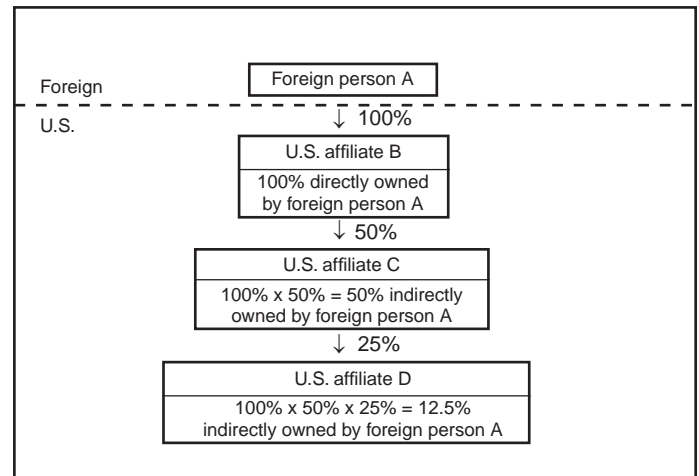 Foreign person A
Foreign
U.S.
↓ 100%
U.S. affiliate B
100% directly owned
by foreign person A
↓ 50%
U.S. affiliate C
100% x 50% = 50% indirectly
owned by foreign person A
↓ 25%
U.S. affiliate D
100% x 50% x 25% = 12.5%
indirectly owned by foreign person A